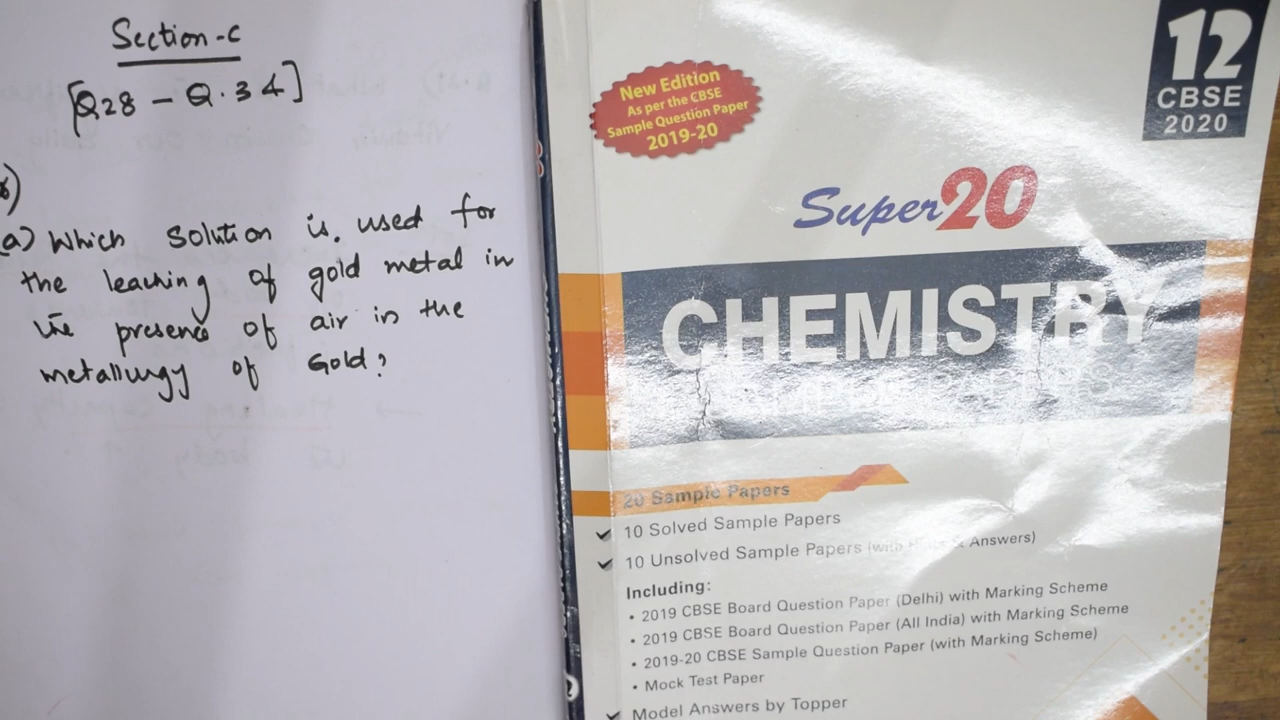 Section-C
[Q28 - Q.34]
(a) Which solution is used for
the leaching of gold metal in
the presence of air in the
metallurgy of Gold?
12
CBSE
2020
New Edition
As per the CBSE
Sample Question Paper
2019-20
Super20
CHEMISTRY
20 Sample Papers
10 Solved Sample Papers
10 Unsolved Sample Papers (with & Answers)
Including:
• 2019 CBSE Board Question Paper (Delhi) with Marking Scheme
• 2019 CBSE Board Question Paper (All India) with Marking Scheme
• 2019-20 CBSE Sample Question Paper (with Marking Scheme)
• Mock Test Paper
Model Answers by Topper